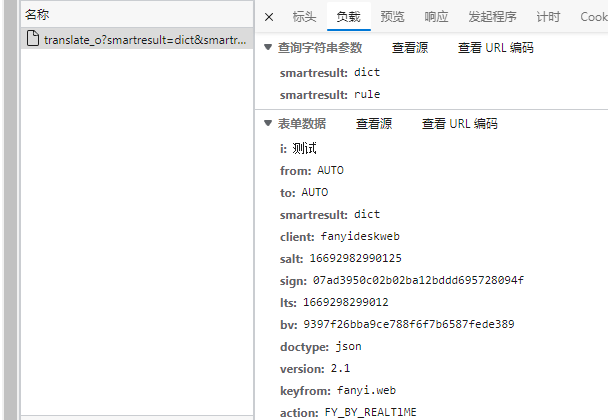 名称
translate_o?smartresult=dict&smartr...
标头 负载 预览 响应 发起程序 计时 Cook
查询字符串参数 查看源 查看 URL 编码
smartresult: dict
smartresult: rule
表单数据 查看源 查看 URL 编码
i: 测试
from: AUTO
to: AUTO
smartresult: dict
client: fanyideskweb
salt: 16692982990125
sign: 07ad3950c02b02ba12bddd695728094f
lts: 1669298299012
bv: 9397f26bba9ce788f6f7b6587fede389
doctype: json
version: 2.1
keyfrom: fanyi.web
action: FY_BY_REALTlME